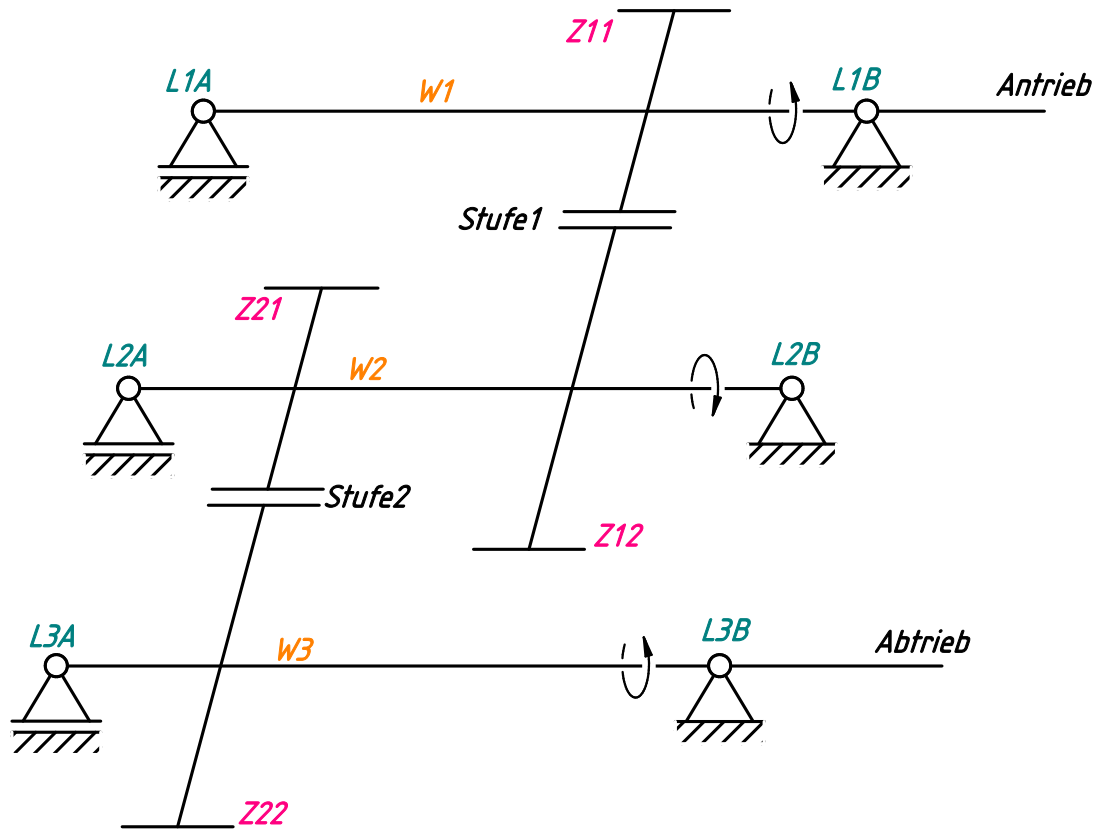 Z11
L1A
W1
L1B
Antrieb
Stufe1
Z21
L2A
W2
L2B
Stufe2
Z12
L3A
W3
L3B
Abtrieb
Z22